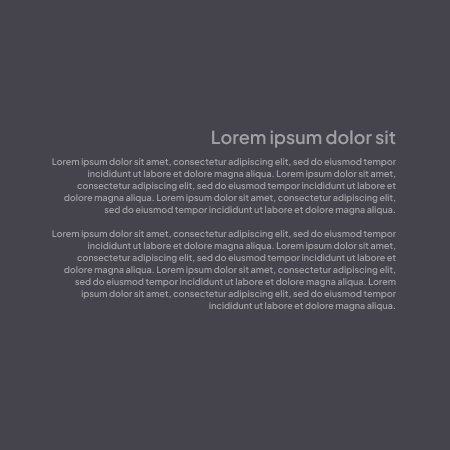 Lorem ipsum dolor sit
Lorem ipsum dolor sit amet, consectetur adipiscing elit, sed do eiusmod tempor
incididunt ut labore et dolore magna aliqua. Lorem ipsum dolor sit amet,
consectetur adipiscing elit, sed do eiusmod tempor incididunt ut labore et
dolore magna aliqua. Lorem ipsum dolor sit amet, consectetur adipiscing elit,
sed do eiusmod tempor incididunt ut labore et dolore magna aliqua.
Lorem ipsum dolor sit amet, consectetur adipiscing elit, sed do eiusmod tempor
incididunt ut labore et dolore magna aliqua. Lorem ipsum dolor sit amet,
consectetur adipiscing elit, sed do eiusmod tempor incididunt ut labore et
dolore magna aliqua. Lorem ipsum dolor sit amet, consectetur adipiscing elit,
sed do eiusmod tempor incididunt ut labore et dolore magna aliqua. Lorem
ipsum dolor sit amet, consectetur adipiscing elit, sed do eiusmod tempor
incididunt ut labore et dolore magna aliqua.